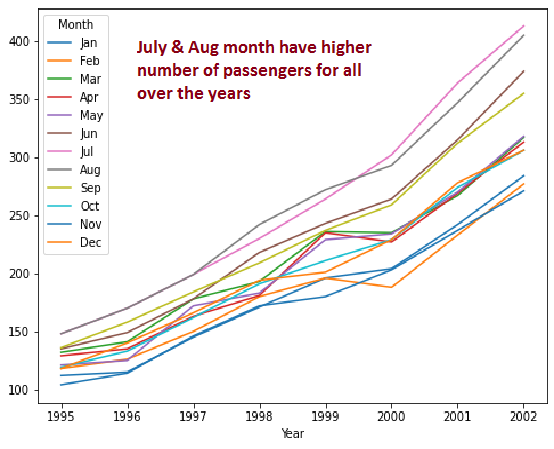 Month
Jan
Feb
Mar
Apr
May
Jun
Jul
Aug
Sep
Oct
Nov
Dec
July & Aug month have higher
number of passengers for all
over the years
400
350
300
250
200
150
100
1995 1996 1997 1998 1999 2000 2001 2002
Year